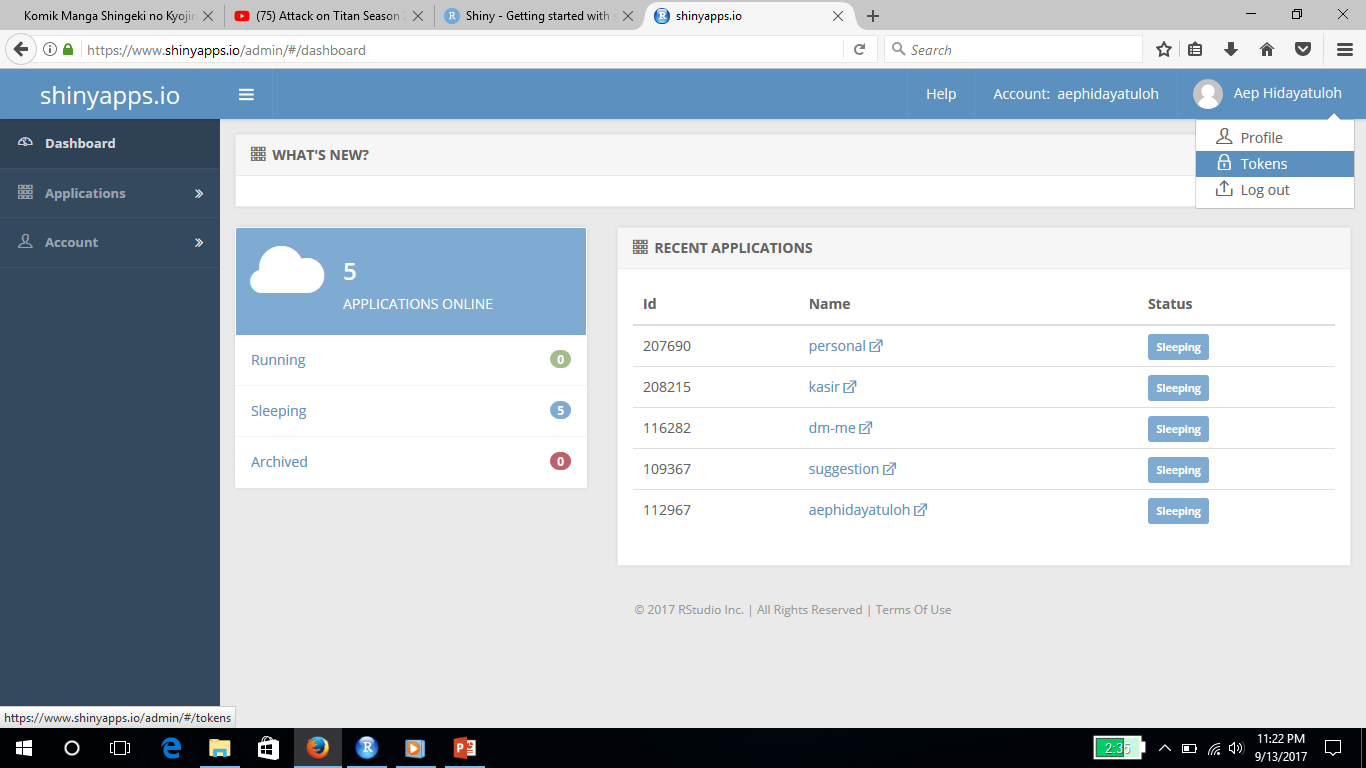 Komik Manga Shingeki no Kyojin
(75) Attack on Titan Season 2
Shiny - Getting started with s
shinyapps.io
https://www.shinyapps.io/admin/#/dashboard
Search
shinyapps.io
Help
Account: aephidayatuloh
Aep Hidayatuloh
Profile
Tokens
Log out
Dashboard
Applications
Account
WHAT'S NEW?
5
APPLICATIONS ONLINE
Running 0
Sleeping 5
Archived 0
RECENT APPLICATIONS
Id Name Status
207690 personal Sleeping
208215 kasir Sleeping
116282 dm-me Sleeping
109367 suggestion Sleeping
112967 aephidayatuloh Sleeping
© 2017 RStudio Inc. | All Rights Reserved | Terms Of Use
https://www.shinyapps.io/admin/#/tokens
2:35
11:22 PM
9/13/2017